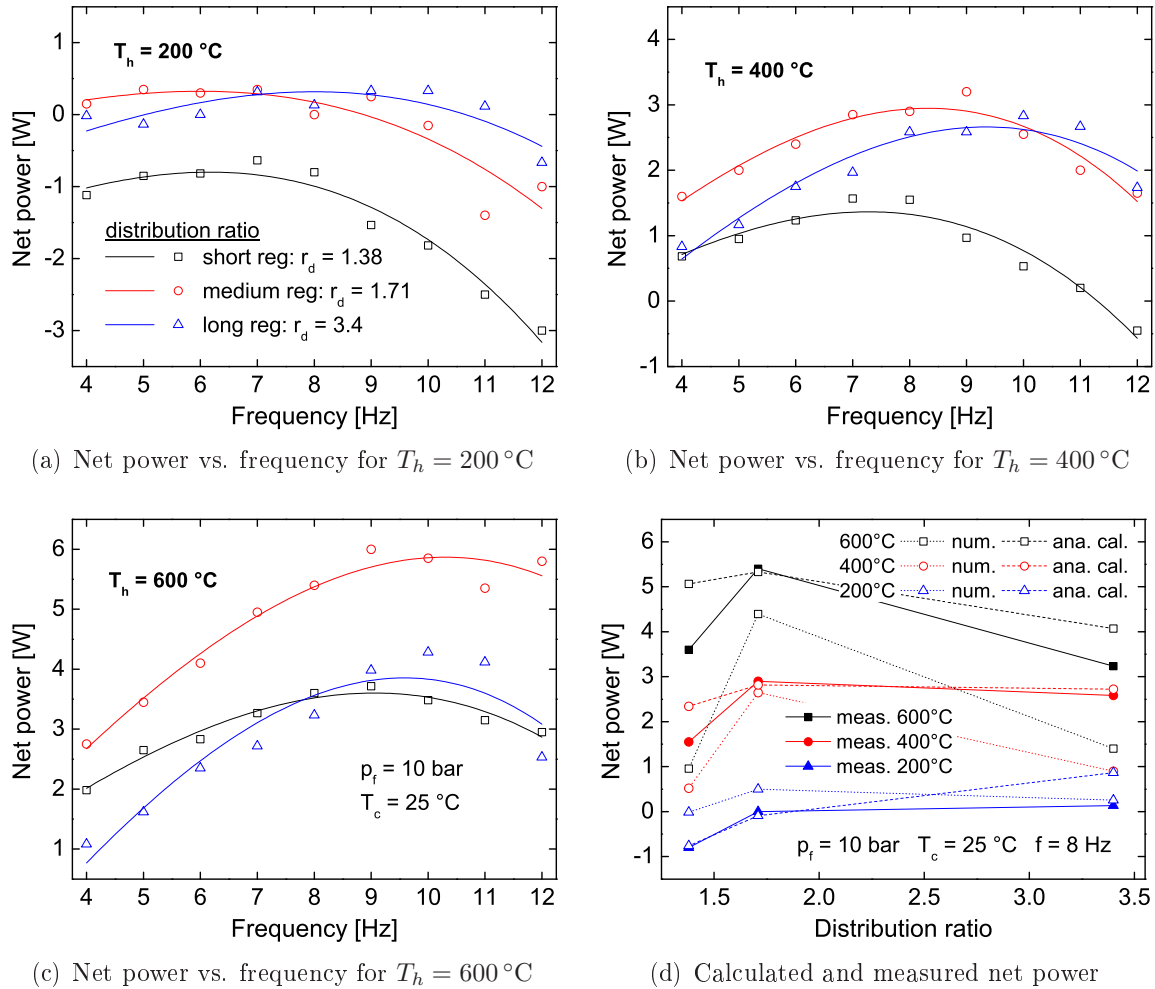 1
0
-1
-2
-3
Net power [W]
T_h = 200 °C
distribution ratio
short reg: r_d = 1.38
medium reg: r_d = 1.71
long reg: r_d = 3.4
4 5 6 7 8 9 10 11 12
Frequency [Hz]
(a) Net power vs. frequency for T_h = 200 °C
4
3
2
1
0
-1
Net power [W]
T_h = 400 °C
4 5 6 7 8 9 10 11 12
Frequency [Hz]
(b) Net power vs. frequency for T_h = 400 °C
6
5
4
3
2
1
Net power [W]
T_h = 600 °C
p_f = 10 bar
T_c = 25 °C
4 5 6 7 8 9 10 11 12
Frequency [Hz]
(c) Net power vs. frequency for T_h = 600 °C
6
5
4
3
2
1
0
-1
Net power [W]
600°C num. ana. cal.
400°C num. ana. cal.
200°C num. ana. cal.
meas. 600°C
meas. 400°C
meas. 200°C
p_f = 10 bar T_c = 25 °C f = 8 Hz
1.5 2.0 2.5 3.0 3.5
Distribution ratio
(d) Calculated and measured net power